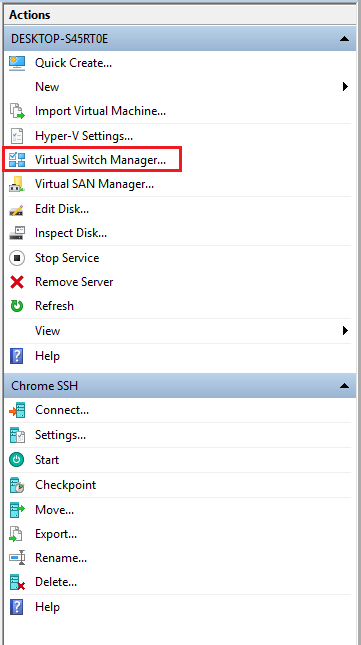 Actions
DESKTOP-S45RT0E
Quick Create...
New
Import Virtual Machine...
Hyper-V Settings...
Virtual Switch Manager...
Virtual SAN Manager...
Edit Disk...
Inspect Disk...
Stop Service
Remove Server
Refresh
View
Help
Chrome SSH
Connect...
Settings...
Start
Checkpoint
Move...
Export...
Rename...
Delete...
Help